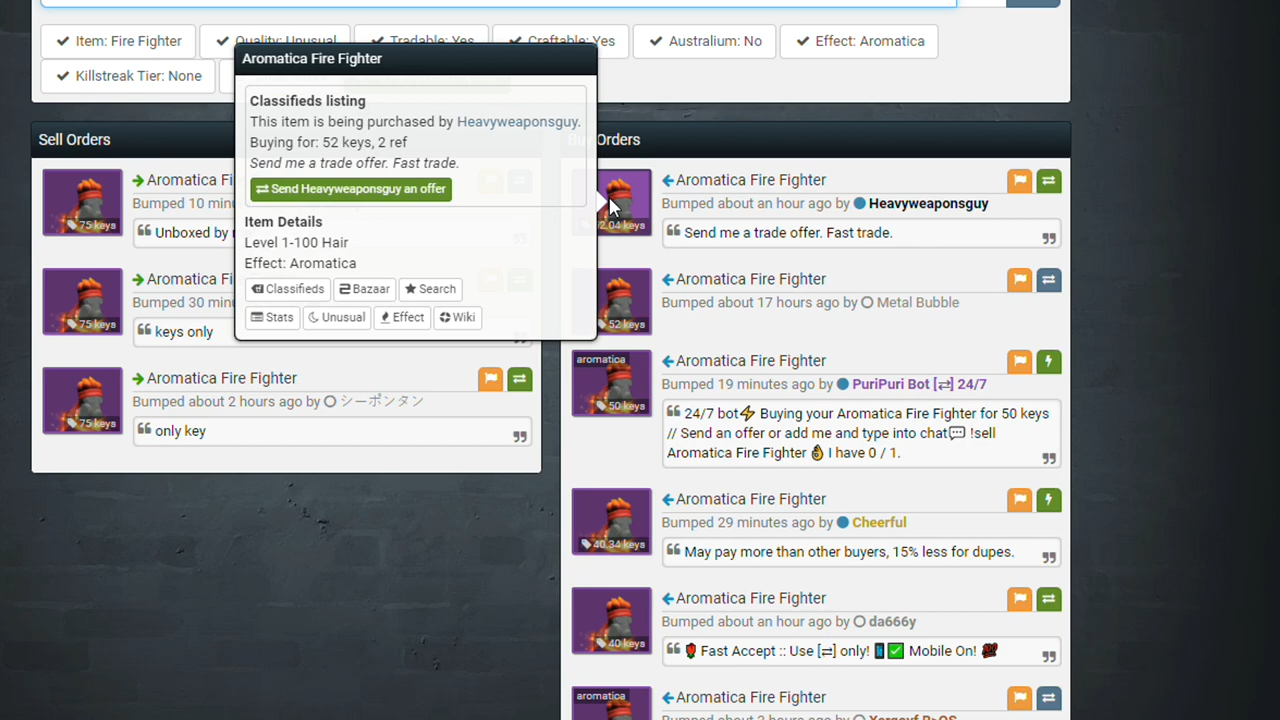 Item: Fire Fighter
Quality: Unusual
Tradable: Yes
Craftable: Yes
Australium: No
Effect: Aromatica
Killstreak Tier: None
Aromatica Fire Fighter
Classifieds listing
This item is being purchased by Heavyweaponsguy.
Buying for: 52 keys, 2 ref
Send me a trade offer. Fast trade.
Send Heavyweaponsguy an offer
Item Details
Level 1-100 Hair
Effect: Aromatica
Classifieds
Bazaar
Search
Stats
Unusual
Effect
Wiki
Sell Orders
75 keys
Aromatica
Bumped 10
Unboxed by
75 keys
Aromatica
Bumped 30
keys only
75 keys
Aromatica Fire Fighter
Bumped about 2 hours ago by シーポンタン
only key
Orders
Aromatica Fire Fighter
Bumped about an hour ago by Heavyweaponsguy
Send me a trade offer. Fast trade.
52 keys
Aromatica Fire Fighter
Bumped about 17 hours ago by Metal Bubble
aromatica
50 keys
Aromatica Fire Fighter
Bumped 19 minutes ago by PuriPuri Bot [⇄] 24/7
24/7 bot⚡ Buying your Aromatica Fire Fighter for 50 keys
// Send an offer or add me and type into chat💬 !sell
Aromatica Fire Fighter 👌 I have 0 / 1.
40.34 keys
Aromatica Fire Fighter
Bumped 29 minutes ago by Cheerful
May pay more than other buyers, 15% less for dupes.
40 keys
Aromatica Fire Fighter
Bumped about an hour ago by da666y
🌹 Fast Accept :: Use [⇄] only! 📱✅ Mobile On!
aromatica
Aromatica Fire Fighter